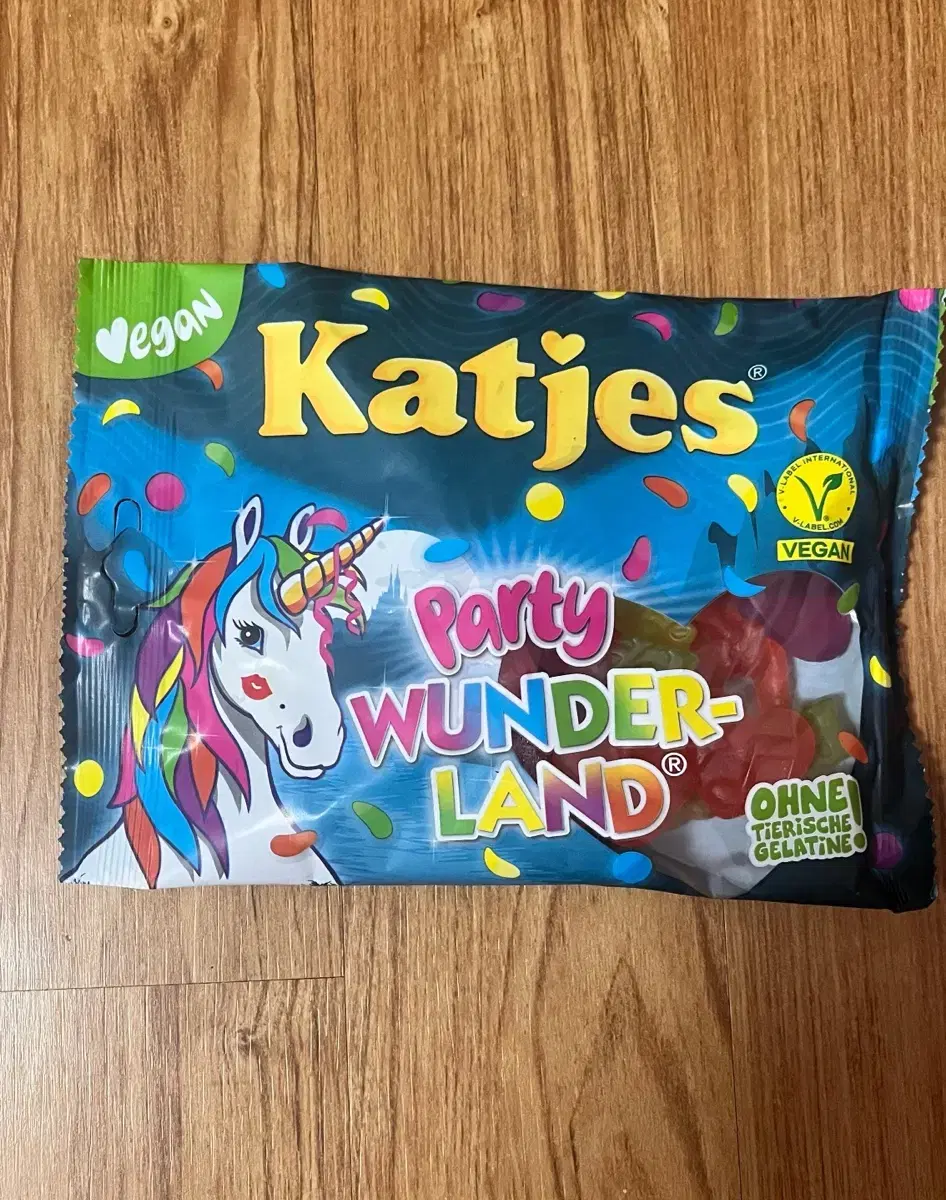 Vegan
Katjes®
V-LABEL INTERNATIONAL
V-LABEL.COM
VEGAN
Party
WUNDER-
LAND®
OHNE
TIERISCHE
GELATINE!